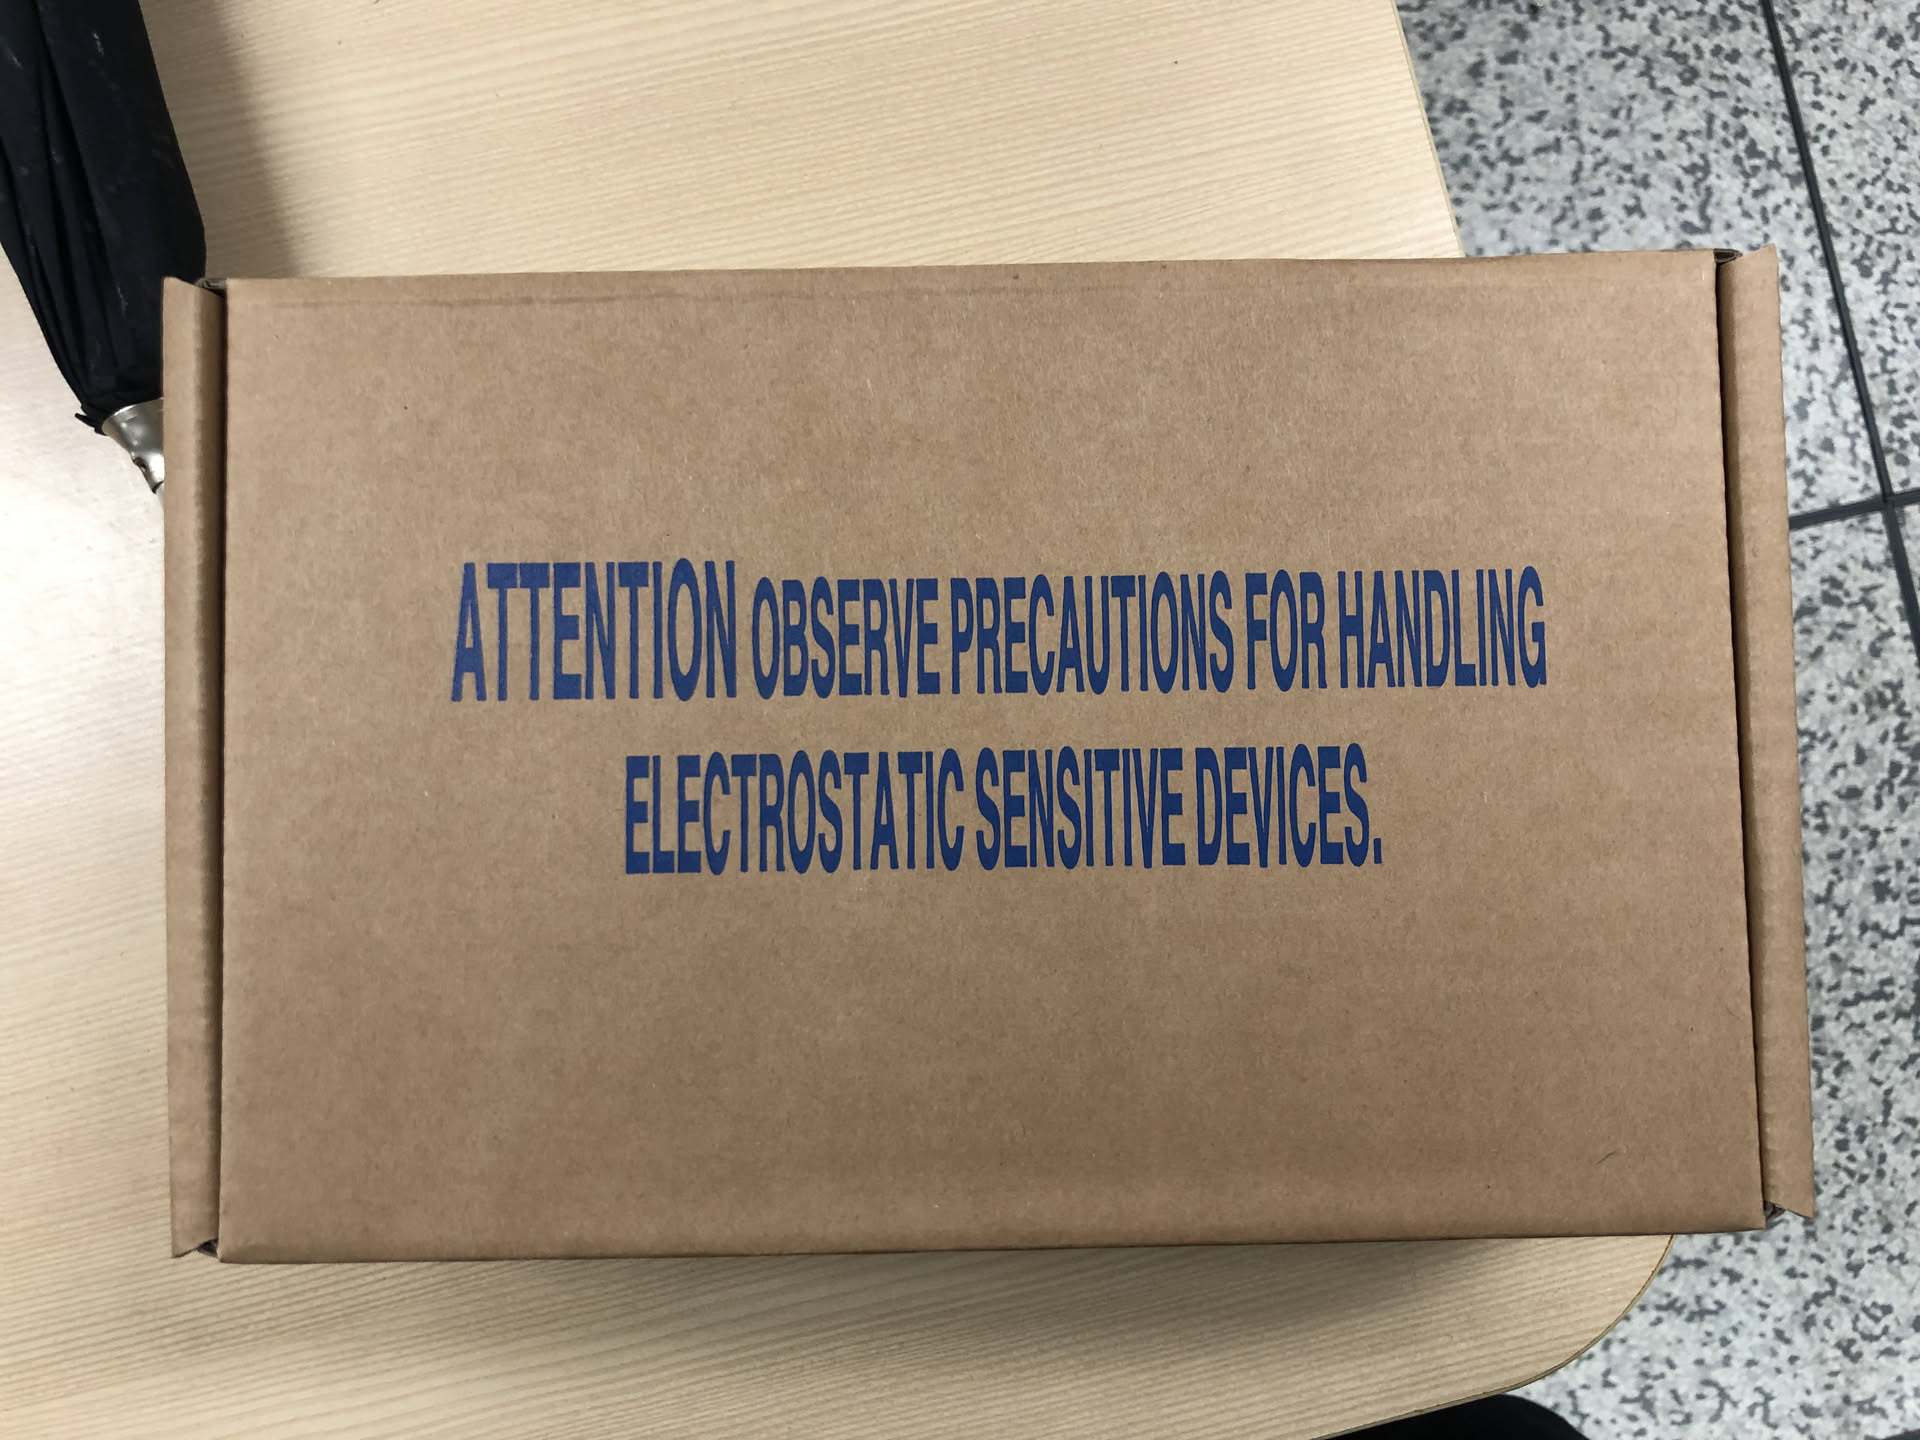 ATTENTION OBSERVE PRECAUTIONS FOR HANDLING
ELECTROSTATIC SENSITIVE DEVICES.